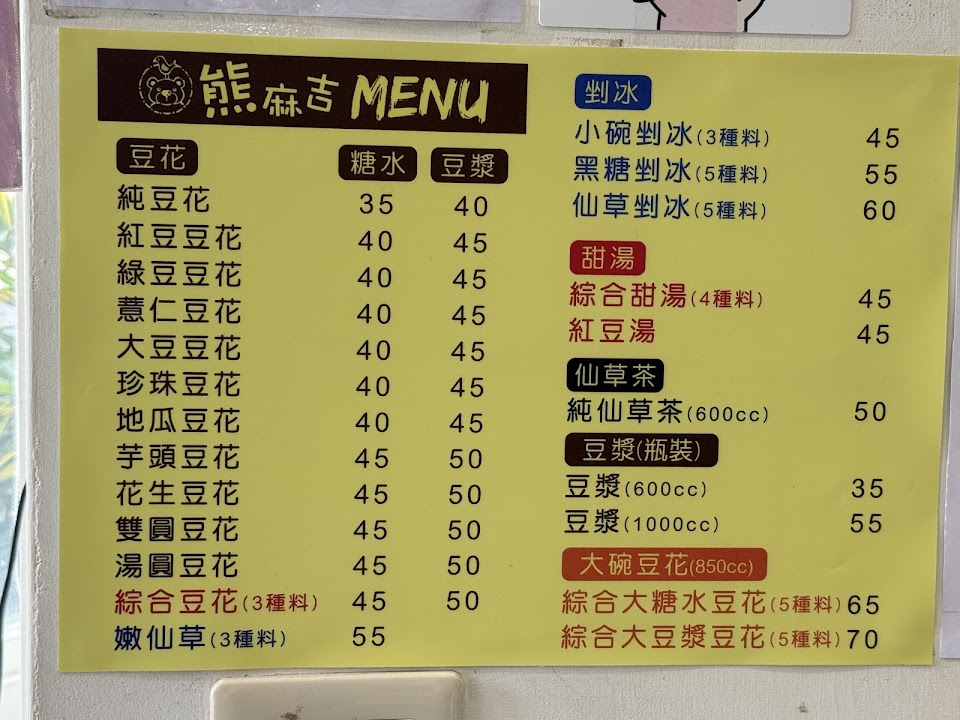 熊麻吉 MENU
豆花 糖水 豆漿
純豆花 35 40
紅豆豆花 40 45
綠豆豆花 40 45
薏仁豆花 40 45
大豆豆花 40 45
珍珠豆花 40 45
地瓜豆花 40 45
芋頭豆花 45 50
花生豆花 45 50
雙圓豆花 45 50
湯圓豆花 45 50
綜合豆花(3種料) 45 50
嫩仙草(3種料) 55
剉冰
小碗剉冰(3種料) 45
黑糖剉冰(5種料) 55
仙草剉冰(5種料) 60
甜湯
綜合甜湯(4種料) 45
紅豆湯 45
仙草茶
純仙草茶(600cc) 50
豆漿(瓶裝)
豆漿(600cc) 35
豆漿(1000cc) 55
大碗豆花(850cc)
綜合大糖水豆花(5種料) 65
綜合大豆漿豆花(5種料) 70